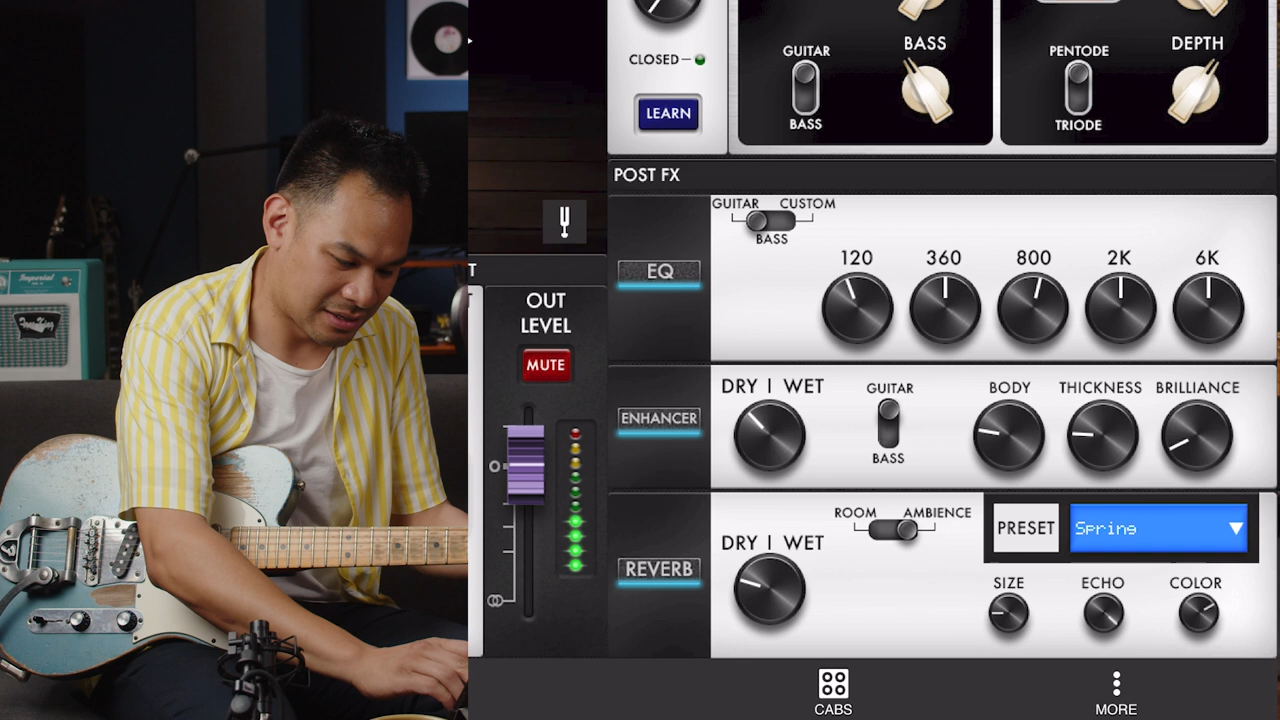 Imperial
CLOSED
LEARN
GUITAR
BASS
BASS
PENTODE
TRIODE
DEPTH
POST FX
T
OUT
LEVEL
MUTE
EQ
GUITAR CUSTOM
BASS
120 360 800 2K 6K
ENHANCER
DRY | WET
GUITAR
BASS
BODY THICKNESS BRILLIANCE
REVERB
DRY | WET
ROOM AMBIENCE
PRESET Spring
SIZE ECHO COLOR
CABS
MORE